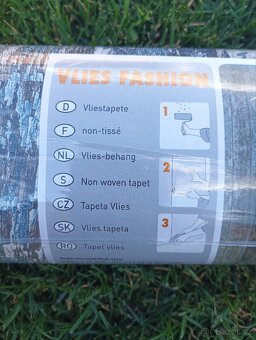 VLIES FASHION
D Vliestapete
F non-tissé
NL Vlies-behang
S Non woven tapet
CZ Tapeta Vlies
SK Vlies tapeta
RO Tapet vlies
1
2
3